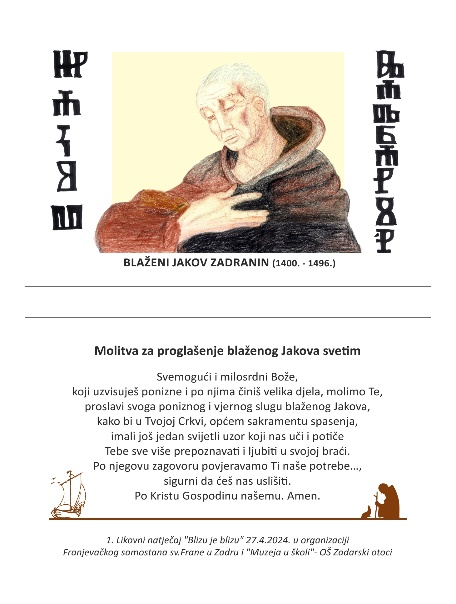 BLAŽENI JAKOV ZADRANIN (1400. - 1496.)
Molitva za proglašenje blaženog Jakova svetim
Svemogući i milosrdni Bože,
koji uzvisuješ ponizne i po njima činiš velika djela, molimo Te,
proslavi svoga poniznog i vjernog slugu blaženog Jakova,
kako bi u Tvojoj Crkvi, općem sakramentu spasenja,
imali još jedan svijetli uzor koji nas uči i potiče
Tebe sve više prepoznavati i ljubiti u svojoj braći.
Po njegovu zagovoru povjeravamo Ti naše potrebe...,
sigurni da ćeš nas uslišiti.
Po Kristu Gospodinu našemu. Amen.
1. Likovni natječaj "Blizu je blizu" 27.4.2024. u organizaciji
Franjevačkog samostana sv.Frane u Zadru i "Muzeja u školi"- OŠ Zadarski otoci